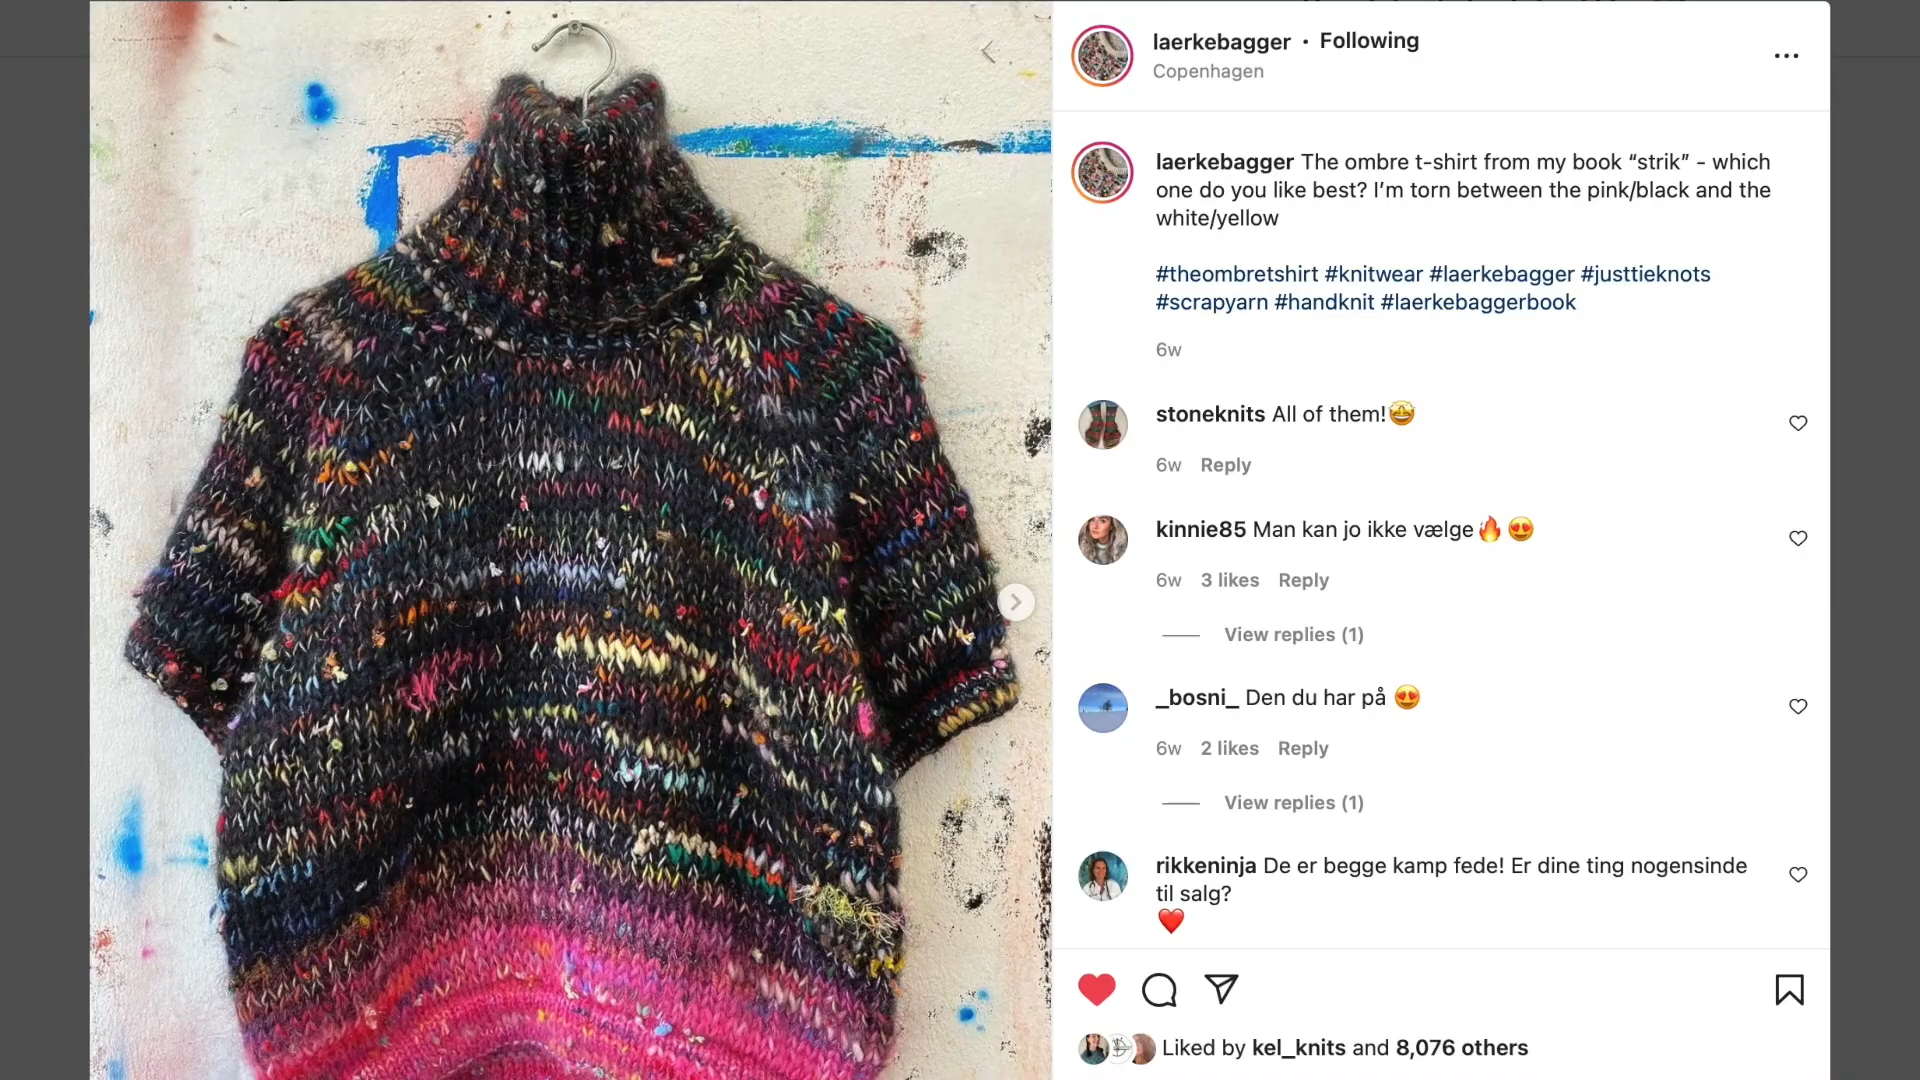 laerkebagger • Following
Copenhagen
laerkebagger The ombre t-shirt from my book “strik” - which
one do you like best? I’m torn between the pink/black and the
white/yellow
#theombretshirt #knitwear #laerkebagger #justtieknots
#scrapyarn #handknit #laerkebaggerbook
6w
stoneknits All of them!🤩
6w Reply
kinnie85 Man kan jo ikke vælge🔥😍
6w 3 likes Reply
View replies (1)
_bosni_ Den du har på 😍
6w 2 likes Reply
View replies (1)
rikkeninja De er begge kamp fede! Er dine ting nogensinde
til salg?
❤️
Liked by kel_knits and 8,076 others